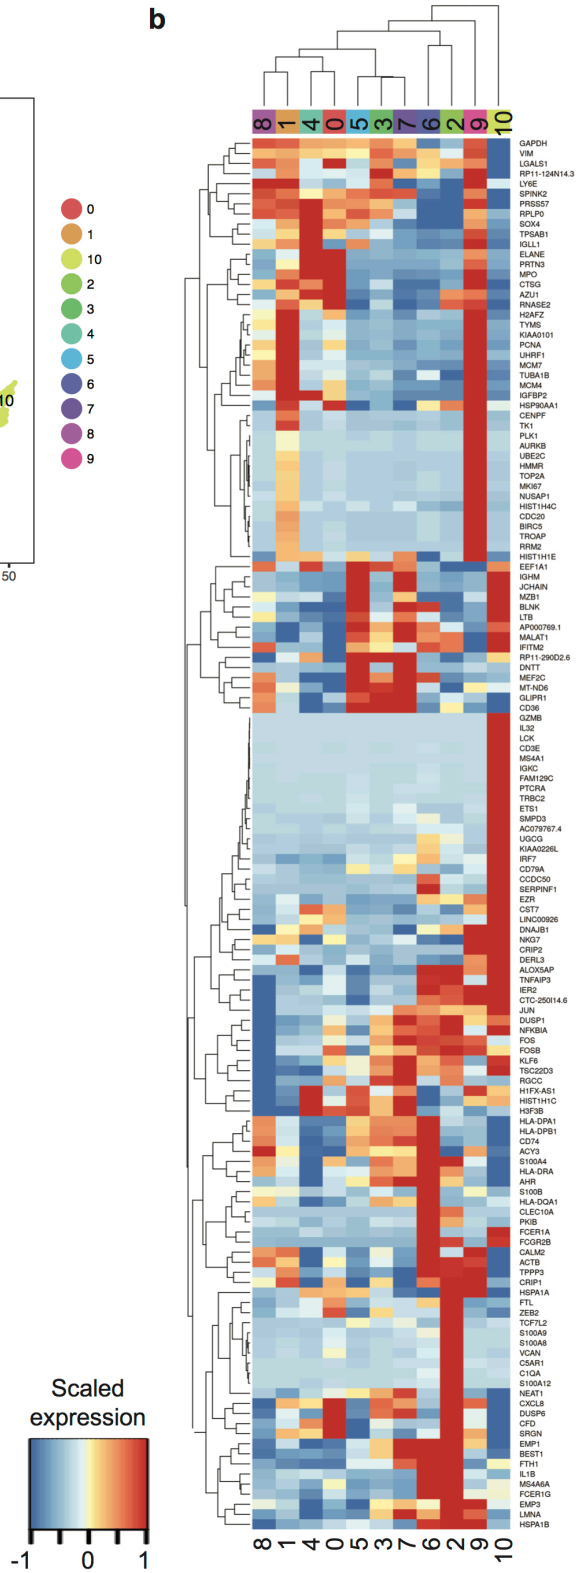 b
8 1 4 0 5 3 7 6 2 9 10
GAPDH
VIM
LGALS1
RP11-124N14.3
LY6E
SPINK2
PRSS57
RPLP0
SOX4
TPSAB1
IGLL1
ELANE
PRTN3
MPO
CTSG
AZU1
RNASE2
H2AFZ
TYMS
KIAA0101
PCNA
UHRF1
MCM7
TUBA1B
MCM4
IGFBP2
HSP90AA1
CENPF
TK1
PLK1
AURKB
UBE2C
HMMR
TOP2A
MKI67
NUSAP1
HIST1H4C
CDC20
BIRC5
TROAP
RRM2
HIST1H1E
EEF1A1
IGHM
JCHAIN
MZB1
BLNK
LTB
AP000769.1
MALAT1
IFITM2
RP11-290D2.6
DNTT
MEF2C
MT-ND6
GLIPR1
CD36
GZMB
IL32
LCK
CD3E
MS4A1
IGKC
FAM129C
PTCRA
TRBC2
ETS1
SMPD3
AC079767.4
UGCG
KIAA0226L
IRF7
CD79A
CCDC50
SERPINF1
EZR
CST7
LINC00926
DNAJB1
NKG7
CRIP2
DERL3
ALOX5AP
TNFAIP3
IER2
CTC-250I14.6
JUN
DUSP1
NFKBIA
FOS
FOSB
KLF6
TSC22D3
RGCC
H1FX-AS1
HIST1H1C
H3F3B
HLA-DPA1
HLA-DPB1
CD74
ACY3
S100A4
HLA-DRA
AHR
S100B
HLA-DQA1
CLEC10A
PKIB
FCER1A
FCGR2B
CALM2
ACTB
TPPP3
CRIP1
HSPA1A
FTL
ZEB2
TCF7L2
S100A9
S100A8
VCAN
C5AR1
C1QA
S100A12
NEAT1
CXCL8
DUSP6
CFD
SRGN
EMP1
BEST1
FTH1
IL1B
MS4A6A
FCER1G
EMP3
LMNA
HSPA1B
8 1 4 0 5 3 7 6 2 9 10
0
1
10
2
3
4
5
6
7
8
9
10
50
Scaled
expression
-1 0 1